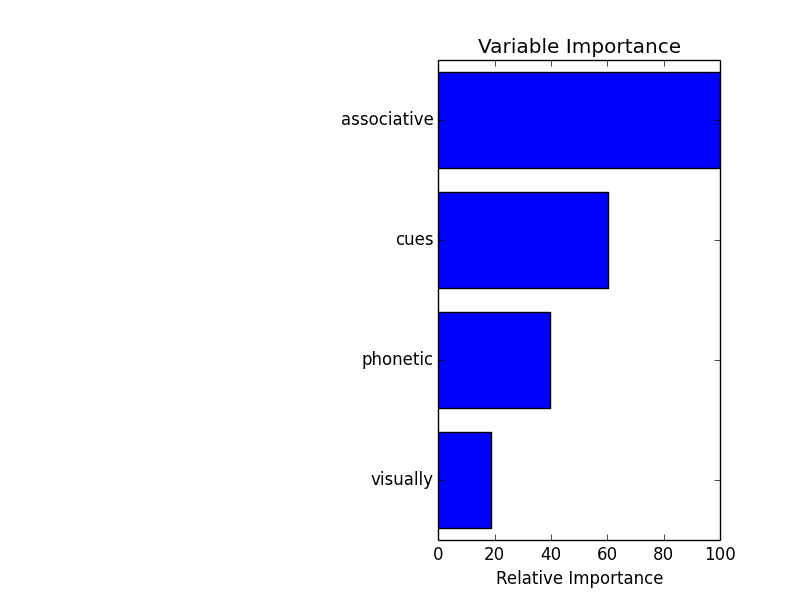 Variable Importance
associative
cues
phonetic
visually
0 20 40 60 80 100
Relative Importance